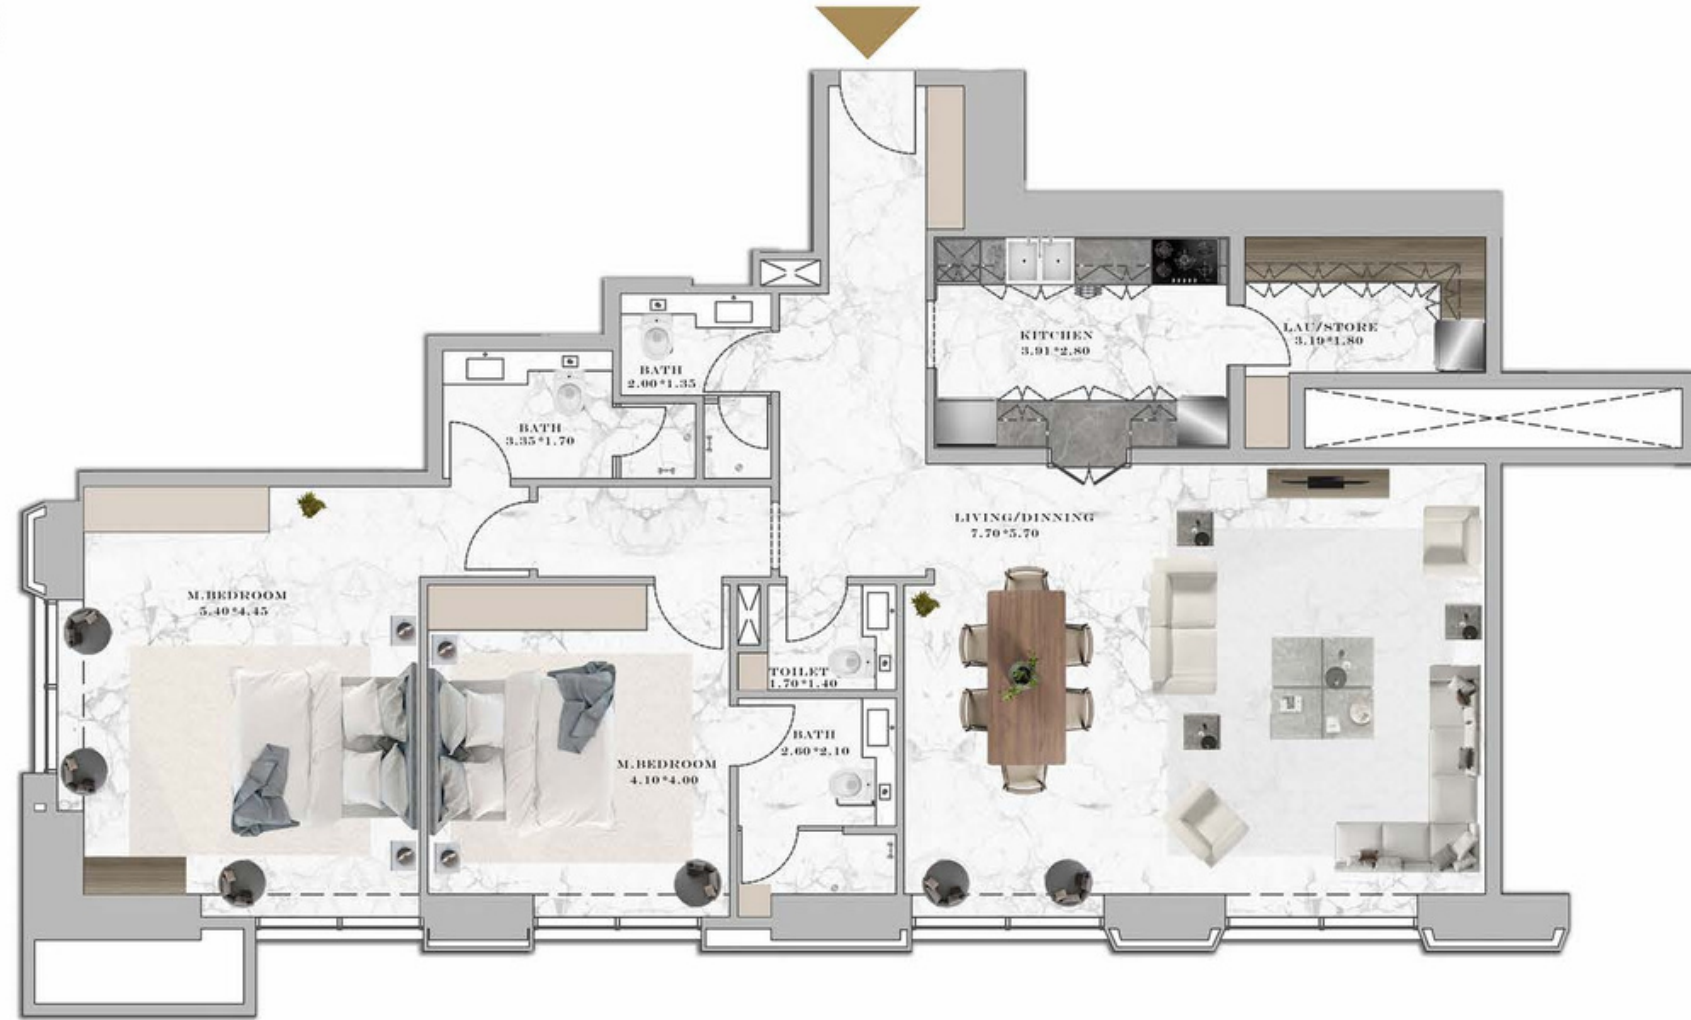 KITCHEN
3.91*2.80
LAU/STORE
3.19*1.80
BATH
2.00*1.35
BATH
3.35*1.70
LIVING/DINNING
7.70*5.70
M.BEDROOM
5.40*4.45
TOILET
1.70*1.40
BATH
2.60*2.10
M.BEDROOM
4.10*4.00